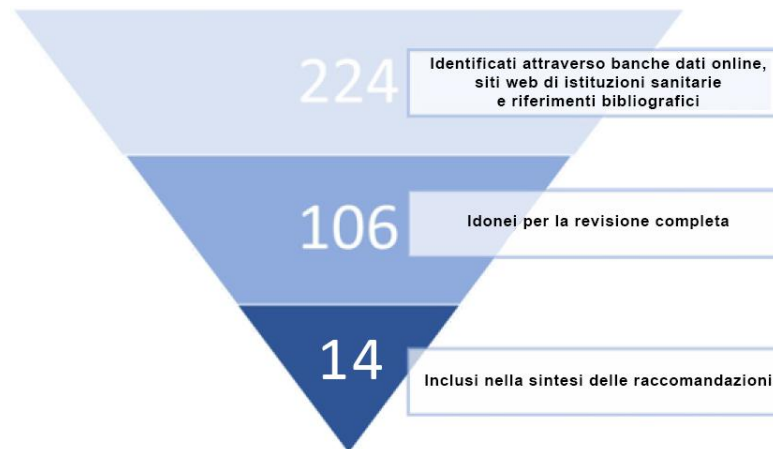 224
Identificati attraverso banche dati online,
siti web di istituzioni sanitarie
e riferimenti bibliografici
106
Idonei per la revisione completa
14
Inclusi nella sintesi delle raccomandazioni